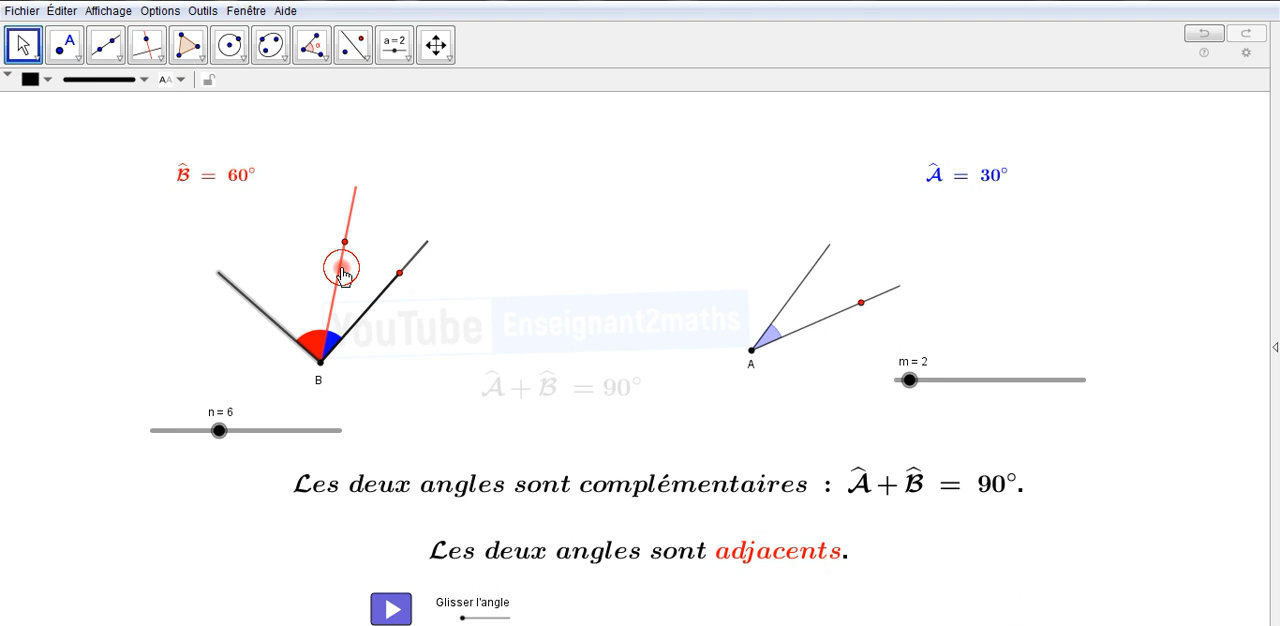 Fichier Éditer Affichage Options Outils Fenêtre Aide
A
a = 2
α
AA
B̂ = 60°
Â = 30°
YouTube Enseignant2maths
B
A
m = 2
Â + B̂ = 90°
n = 6
Les deux angles sont complémentaires : Â + B̂ = 90°.
Les deux angles sont adjacents.
Glisser l'angle